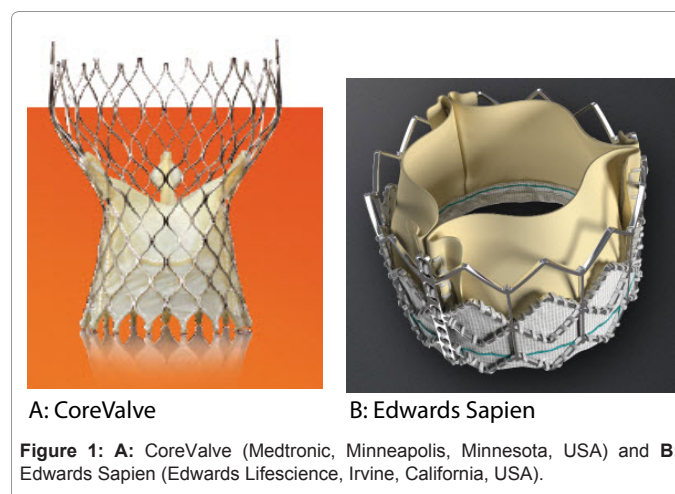 A: CoreValve
B: Edwards Sapien
Figure 1: A: CoreValve (Medtronic, Minneapolis, Minnesota, USA) and B:
Edwards Sapien (Edwards Lifescience, Irvine, California, USA).